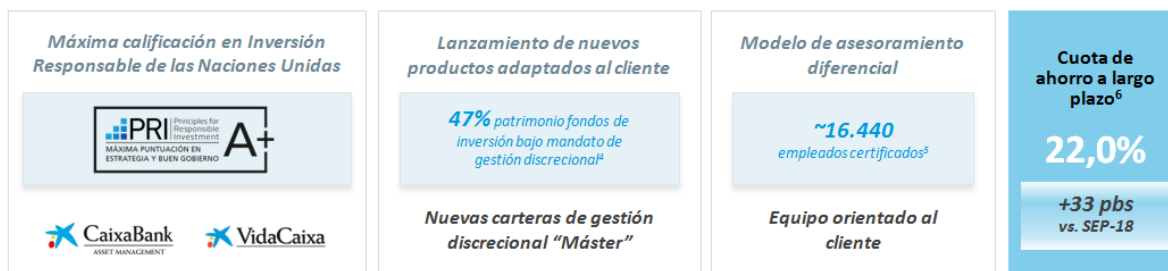 Máxima calificación en Inversión
Responsable de las Naciones Unidas
PRI Principles for
Responsible
Investment
A+
MÁXIMA PUNTUACIÓN EN
ESTRATEGIA Y BUEN GOBIERNO
CaixaBank
ASSET MANAGEMENT
VidaCaixa
Lanzamiento de nuevos
productos adaptados al cliente
47% patrimonio fondos de
inversión bajo mandato de
gestión discrecional⁴
Nuevas carteras de gestión
discrecional “Máster”
Modelo de asesoramiento
diferencial
~16.440
empleados certificados⁵
Equipo orientado al
cliente
Cuota de
ahorro a largo
plazo⁶
22,0%
+33 pbs
vs. SEP-18